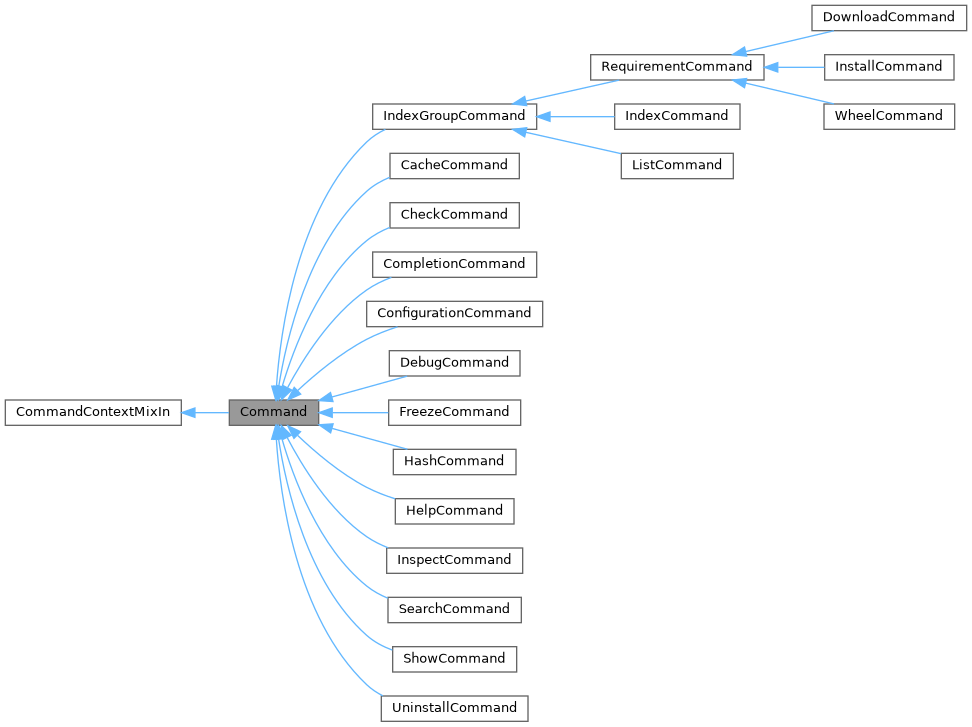 DownloadCommand
RequirementCommand
InstallCommand
IndexGroupCommand
IndexCommand
WheelCommand
CacheCommand
ListCommand
CheckCommand
CompletionCommand
ConfigurationCommand
DebugCommand
CommandContextMixIn
Command
FreezeCommand
HashCommand
HelpCommand
InspectCommand
SearchCommand
ShowCommand
UninstallCommand